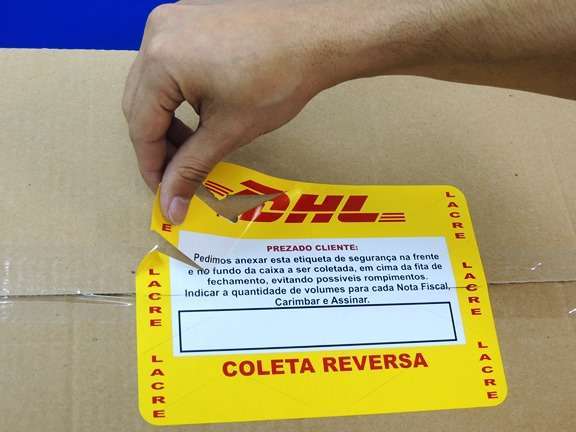 DHL
PREZADO CLIENTE:
Pedimos anexar esta etiqueta de segurança na frente
e no fundo da caixa a ser coletada, em cima da fita de
fechamento, evitando possiveis rompimentos.
Indicar a quantidade de volumes para cada Nota Fiscal,
Carimbar e Assinar.
COLETA REVERSA
LACRE
LACRE
LACRE
LACRE